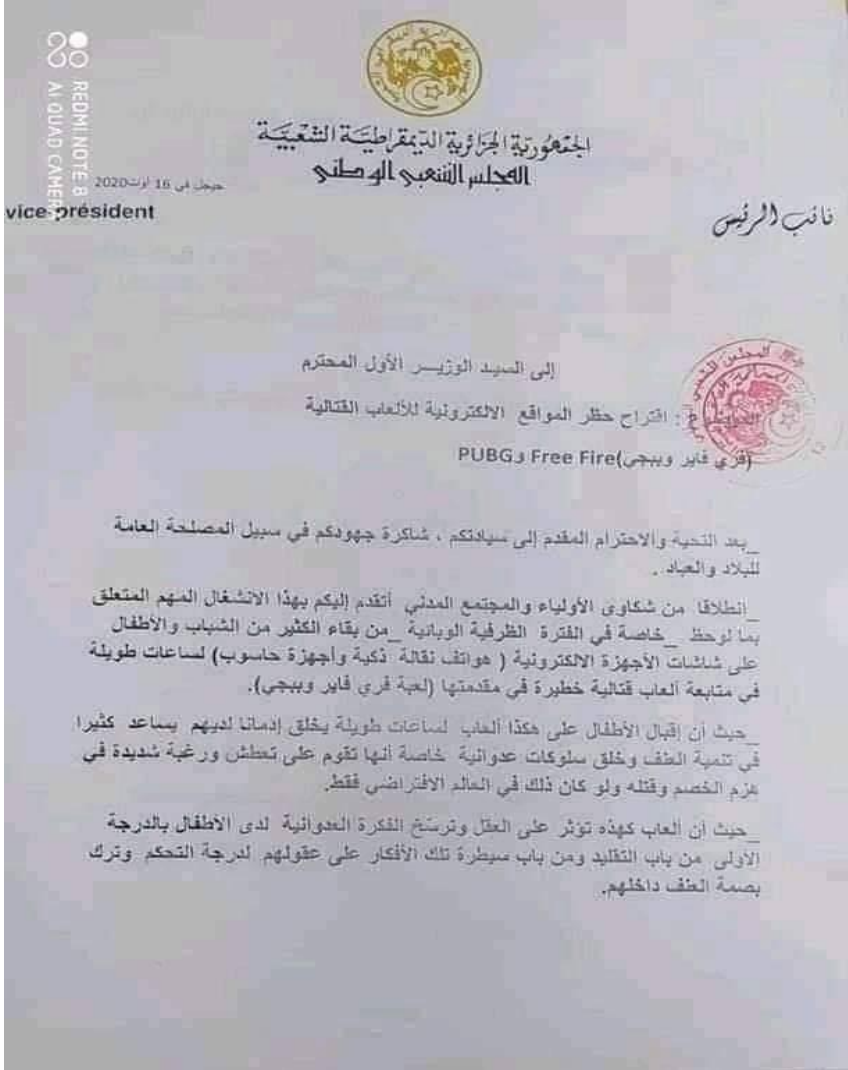 REDMI NOTE 8
AI QUAD CAMERA
الجمهورية الجزائرية الديمقراطية الشعبية
المجلس الشعبي الوطني
جيجل في 16 اوت2020
vice-président
نائب الرئيس
إلى السيد الوزيــر الأول المحترم
الموضوع : اقتراح حظر المواقع الالكترونية للألعاب القتالية
(فري فاير وببجي)Free Fire وPUBG
_بعد التحية والاحترام المقدم إلى سيادتكم ، شاكرة جهودكم في سبيل المصلحة العامة
للبلاد والعباد .
_إنطلاقا من شكاوى الأولياء والمجتمع المدني أتقدم إليكم بهذا الانشغال المهم المتعلق
بما لوحظ _خاصة في الفترة الظرفية الوبائية _من بقاء الكثير من الشباب والأطفال
على شاشات الأجهزة الالكترونية ( هواتف نقالة ذكية وأجهزة حاسوب) لساعات طويلة
في متابعة ألعاب قتالية خطيرة في مقدمتها (لعبة فري فاير وببجي).
_حيث أن إقبال الأطفال على هكذا ألعاب لساعات طويلة يخلق إدمانا لديهم يساعد كثيرا
في تنمية العنف وخلق سلوكات عدوانية خاصة أنها تقوم على تعطش ورغبة شديدة في
هزم الخصم وقتله ولو كان ذلك في العالم الافتراضي فقط.
_حيث أن ألعاب كهذه تؤثر على العقل وترسّخ الفكرة العدوانية لدى الأطفال بالدرجة
الأولى من باب التقليد ومن باب سيطرة تلك الأفكار على عقولهم لدرجة التحكم وترك
بصمة العنف داخلهم.